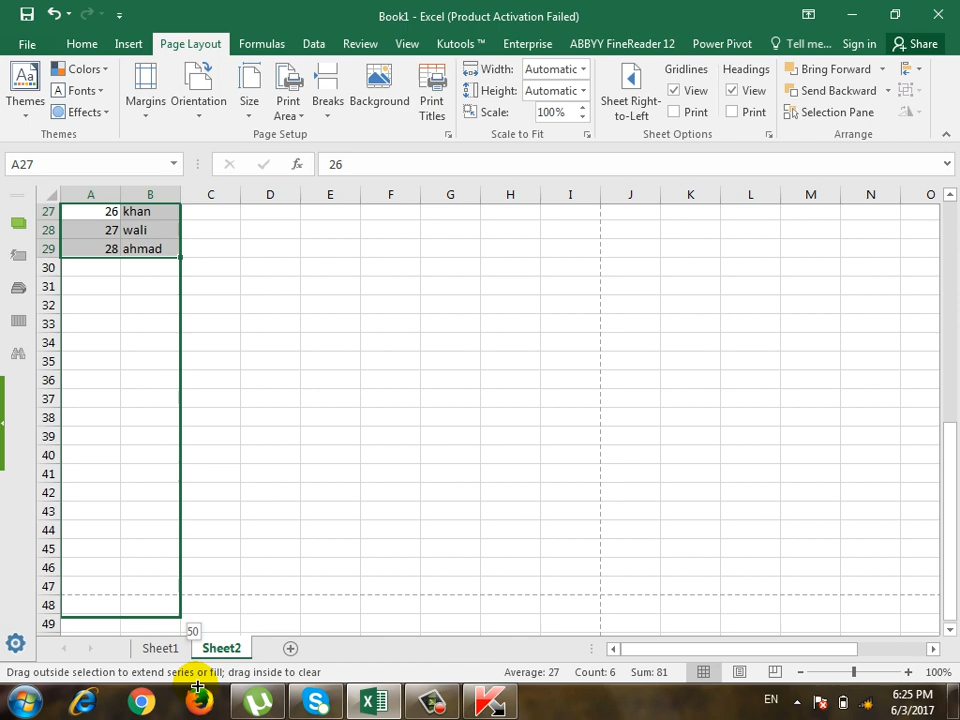 Book1 - Excel (Product Activation Failed)
File Home Insert Page Layout Formulas Data Review View Kutools ™ Enterprise ABBYY FineReader 12 Power Pivot Tell me... Sign in Share
Themes
Colors
Fonts
Effects
Themes
Margins Orientation Size Print Area Breaks Background Print Titles
Page Setup
Width: Automatic
Height: Automatic
Scale: 100%
Scale to Fit
Sheet Right-to-Left
Gridlines
View
Print
Headings
View
Print
Sheet Options
Bring Forward
Send Backward
Selection Pane
Arrange
A27 fx 26
A B C D E F G H I J K L M N O
27 26 khan
28 27 wali
29 28 ahmad
30
31
32
33
34
35
36
37
38
39
40
41
42
43
44
45
46
47
48
49
50
Sheet1 Sheet2
Drag outside selection to extend series or fill; drag inside to clear Average: 27 Count: 6 Sum: 81 100%
EN 6:25 PM
6/3/2017